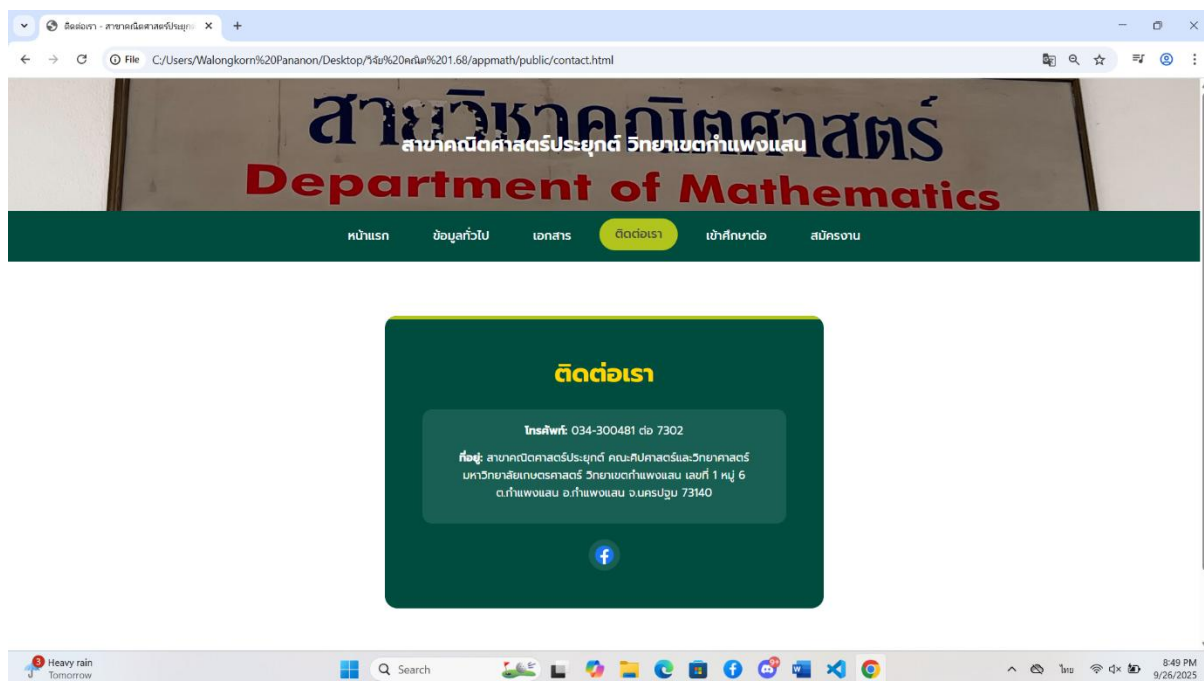 ติดต่อเรา - สาขาคณิตศาสตร์ประยุกต์
File C:/Users/Walongkorn%20Pananon/Desktop/วิจัย%20คณิต%201.68/appmath/public/contact.html
สายวิชาคณิตศาสตร์
สาขาคณิตศาสตร์ประยุกต์ วิทยาเขตกำแพงแสน
Department of Mathematics
หน้าแรก ข้อมูลทั่วไป เอกสาร ติดต่อเรา เข้าศึกษาต่อ สมัครงาน
ติดต่อเรา
โทรศัพท์: 034-300481 ต่อ 7302
ที่อยู่: สาขาคณิตศาสตร์ประยุกต์ คณะศิปศาสตร์และวิทยาศาสตร์
มหาวิทยาลัยเกษตรศาสตร์ วิทยาเขตกำแพงแสน เลขที่ 1 หมู่ 6
ต.กำแพงแสน อ.กำแพงแสน จ.นครปฐม 73140
3 Heavy rain
Tomorrow
Search
ไทย
8:49 PM
9/26/2025